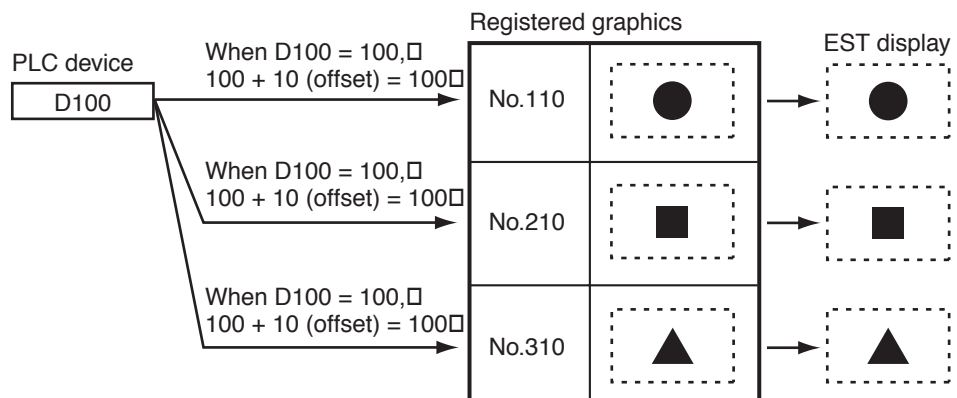 Registered graphics
EST display
PLC device
D100
When D100 = 100,□
100 + 10 (offset) = 100□
No.110
When D100 = 100,□
100 + 10 (offset) = 100□
No.210
When D100 = 100,□
100 + 10 (offset) = 100□
No.310